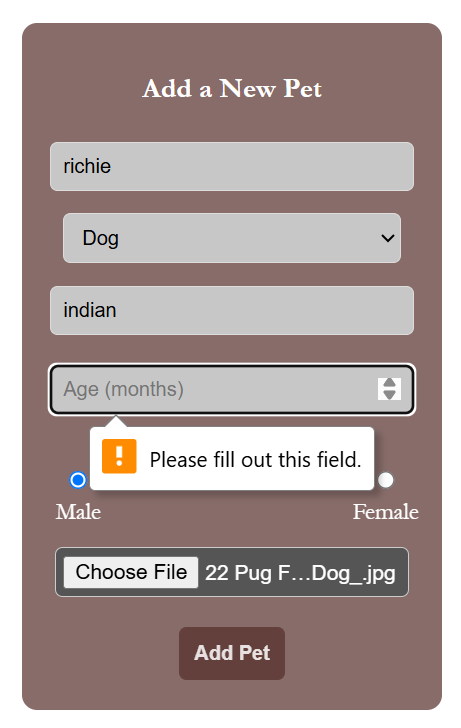 Add a New Pet
richie
Dog
indian
Age (months)
Please fill out this field.
Male Female
Choose File 22 Pug F…Dog_.jpg
Add Pet